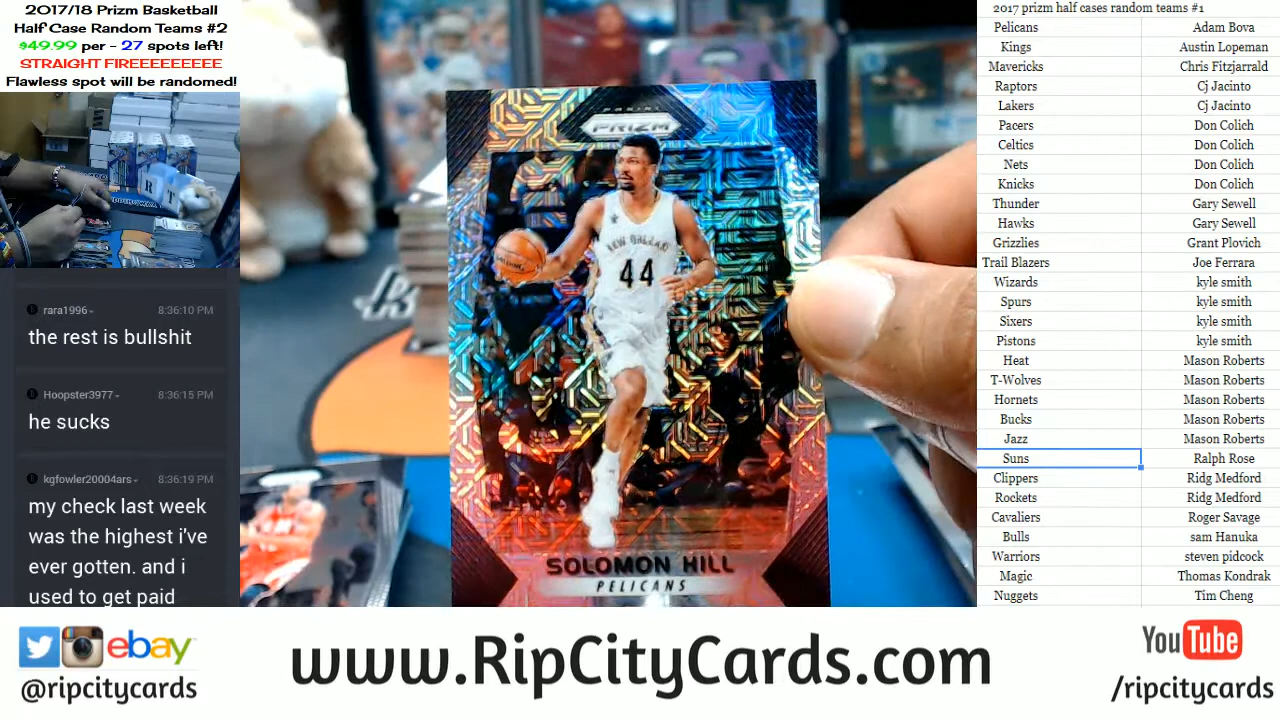 2017/18 Prizm Basketball
Half Case Random Teams #2
$49.99 per - 27 spots left!
STRAIGHT FIREEEEEEEEE
Flawless spot will be randomed!
rara1996
8:36:10 PM
the rest is bullshit
Hoopster3977
8:36:15 PM
he sucks
kgfowler20004ars
8:36:19 PM
my check last week
was the highest i've
ever gotten. and i
used to get paid
PANINI
PRIZM
NEW ORLEANS
44
SOLOMON HILL
PELICANS
2017 prizm half cases random teams #1
Pelicans Adam Bova
Kings Austin Lopeman
Mavericks Chris Fitzjarrald
Raptors Cj Jacinto
Lakers Cj Jacinto
Pacers Don Colich
Celtics Don Colich
Nets Don Colich
Knicks Don Colich
Thunder Gary Sewell
Hawks Gary Sewell
Grizzlies Grant Plovich
Trail Blazers Joe Ferrara
Wizards kyle smith
Spurs kyle smith
Sixers kyle smith
Pistons kyle smith
Heat Mason Roberts
T-Wolves Mason Roberts
Hornets Mason Roberts
Bucks Mason Roberts
Jazz Mason Roberts
Suns Ralph Rose
Clippers Ridg Medford
Rockets Ridg Medford
Cavaliers Roger Savage
Bulls sam Hanuka
Warriors steven pidcock
Magic Thomas Kondrak
Nuggets Tim Cheng
ebay
@ripcitycards
www.RipCityCards.com
YouTube
/ripcitycards